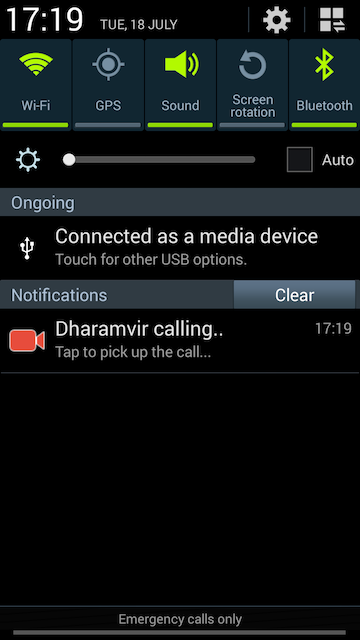 17:19 TUE, 18 JULY
Wi-Fi GPS Sound Screen rotation Bluetooth
Auto
Ongoing
Connected as a media device
Touch for other USB options.
Notifications Clear
Dharamvir calling.. 17:19
Tap to pick up the call...
Emergency calls only